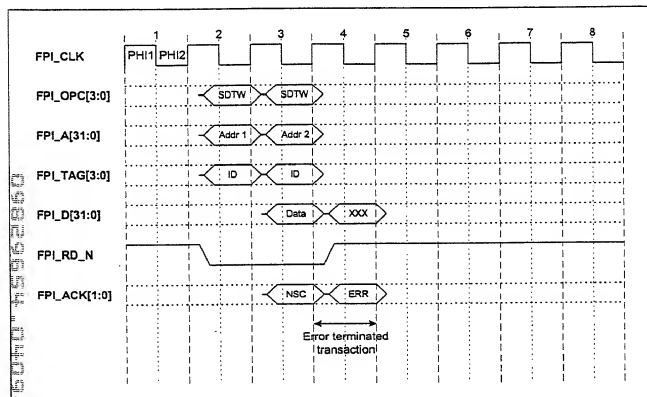 1 2 3 4 5 6 7 8
FPI_CLK PHI1 PHI2
FPI_OPC[3:0] SDTW SDTW
FPI_A[31:0] Addr 1 Addr 2
FPI_TAG[3:0] ID ID
FPI_D[31:0] Data XXX
FPI_RD_N
FPI_ACK[1:0] NSC ERR
Error terminated
transaction